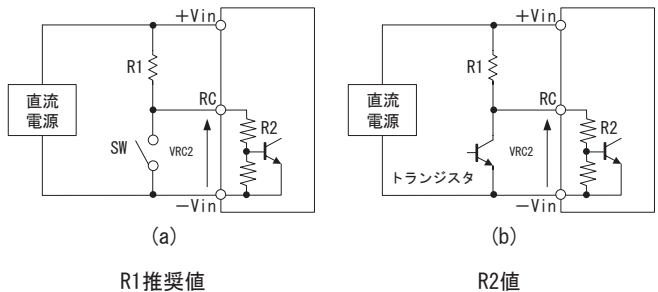 +Vin
R1
RC
直流
電源
R2
SW
VRC2
-Vin
(a)
+Vin
R1
RC
直流
電源
R2
VRC2
トランジスタ
-Vin
(b)
R1推奨値
R2値